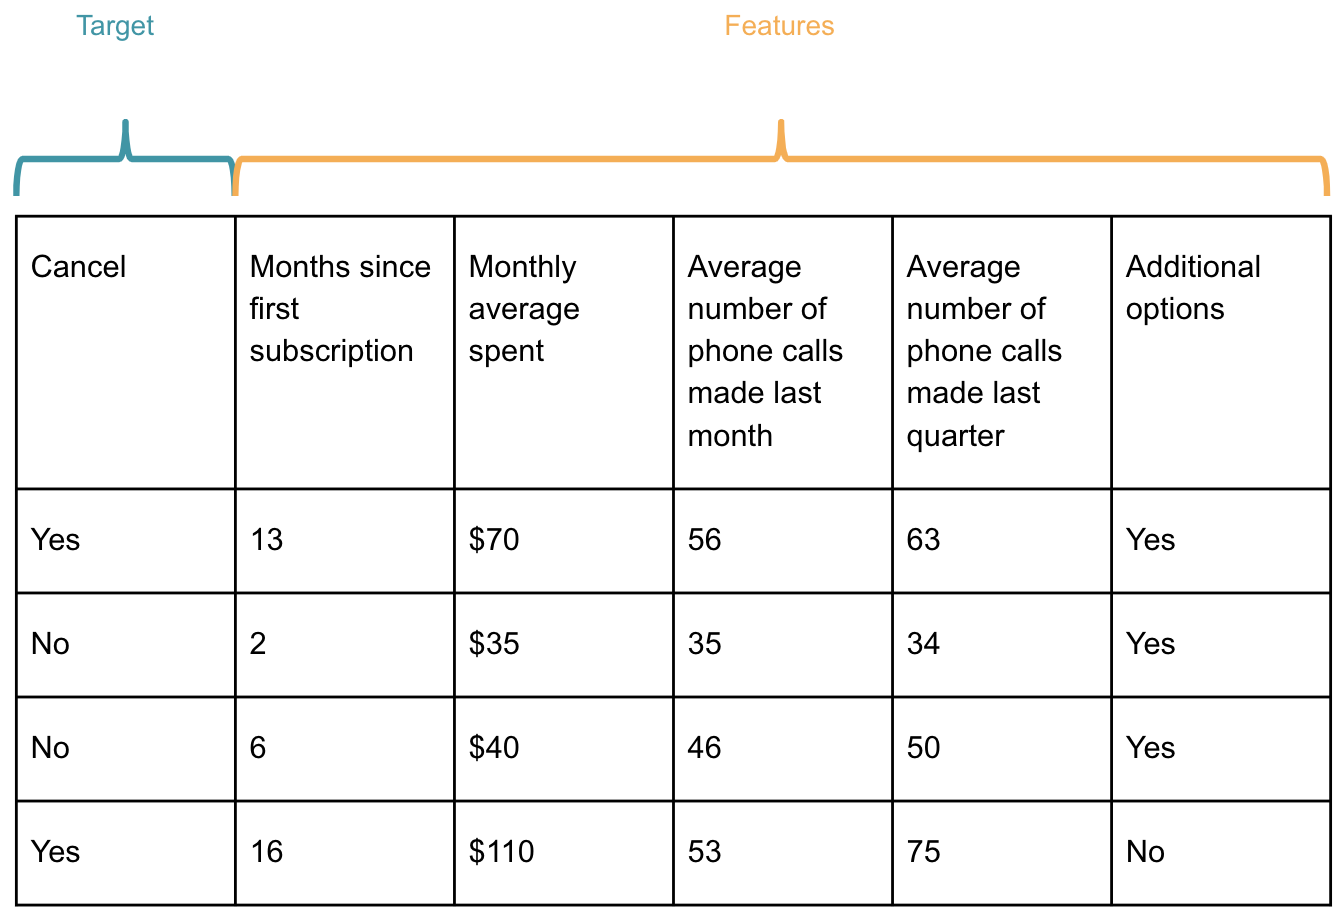 Target
Features
Cancel
Months since
first
subscription
Monthly
average
spent
Average
number of
phone calls
made last
month
Average
number of
phone calls
made last
quarter
Additional
options
Yes 13 $70 56 63 Yes
No 2 $35 35 34 Yes
No 6 $40 46 50 Yes
Yes 16 $110 53 75 No